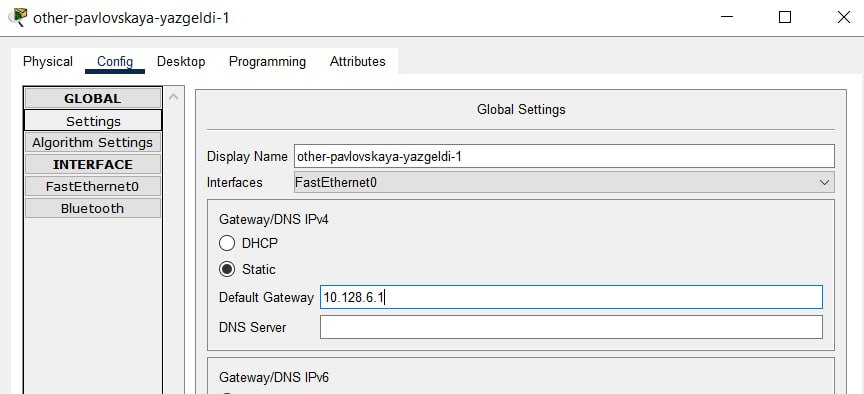 other-pavlovskaya-yazgeldi-1
Physical Config Desktop Programming Attributes
GLOBAL
Settings
Algorithm Settings
INTERFACE
FastEthernet0
Bluetooth
Global Settings
Display Name other-pavlovskaya-yazgeldi-1
Interfaces FastEthernet0
Gateway/DNS IPv4
DHCP
Static
Default Gateway 10.128.6.1
DNS Server
Gateway/DNS IPv6